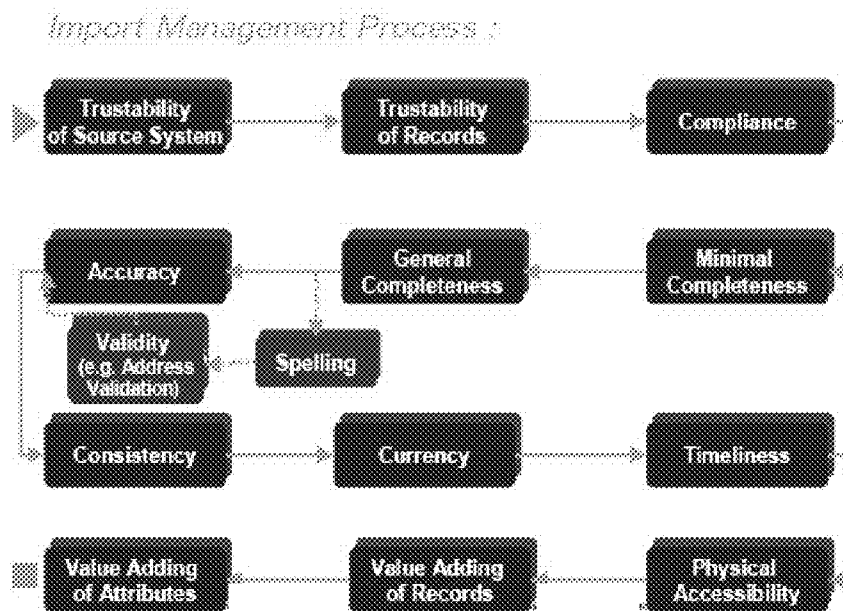 Import Management Process :
Trustability
of Source System
Trustability
of Records
Compliance
Accuracy
General
Completeness
Minimal
Completeness
Validity
(e.g. Address
Validation)
Spelling
Consistency
Currency
Timeliness
Value Adding
of Attributes
Value Adding
of Records
Physical
Accessibility